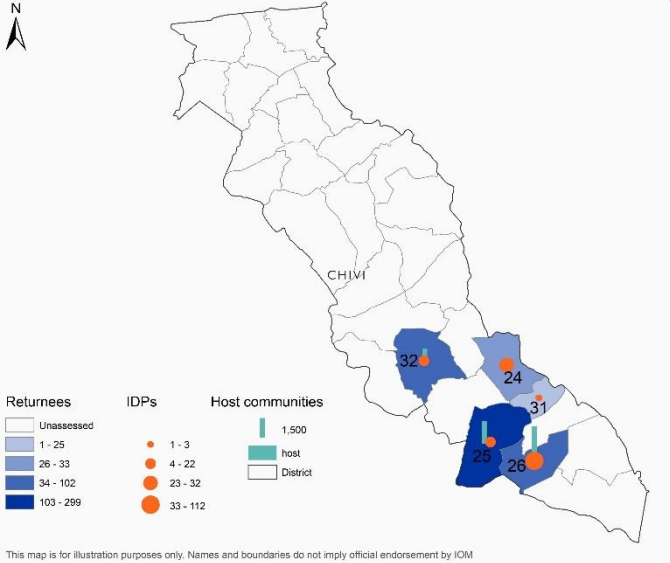 N
CHIVI
32
24
31
25
26
Returnees
Unassessed
1 - 25
26 - 33
34 - 102
103 - 299
IDPs
1 - 3
4 - 22
23 - 32
33 - 112
Host communities
1,500
host
District
This map is for illustration purposes only. Names and boundaries do not imply official endorsement by IOM